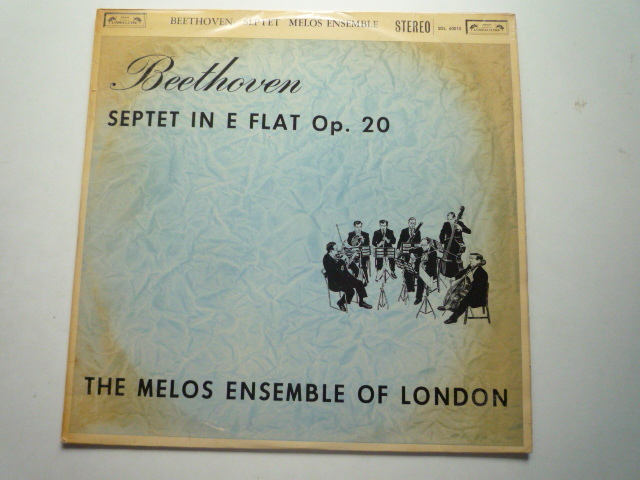 BEETHOVEN SEPTET MELOS ENSEMBLE STEREO
Beethoven
SEPTET IN E FLAT Op. 20
THE MELOS ENSEMBLE OF LONDON